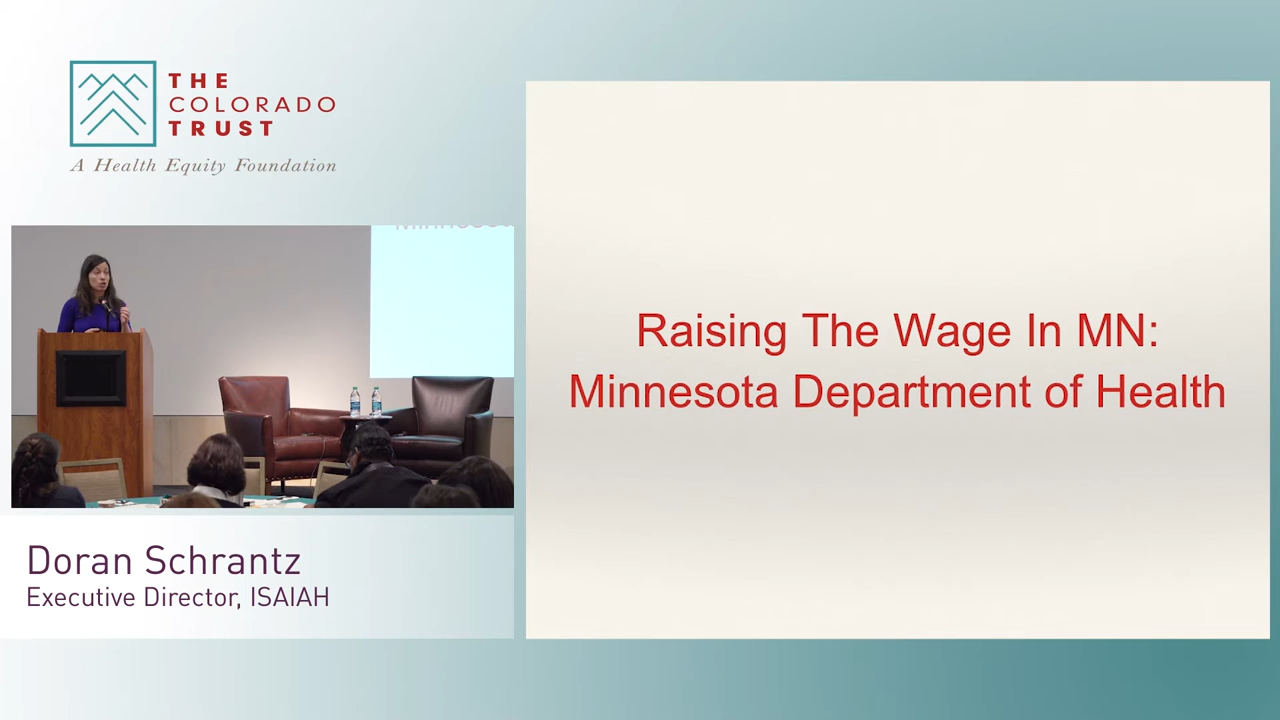 THE
COLORADO
TRUST
A Health Equity Foundation
Raising The Wage In MN:
Minnesota Department of Health
Doran Schrantz
Executive Director, ISAIAH